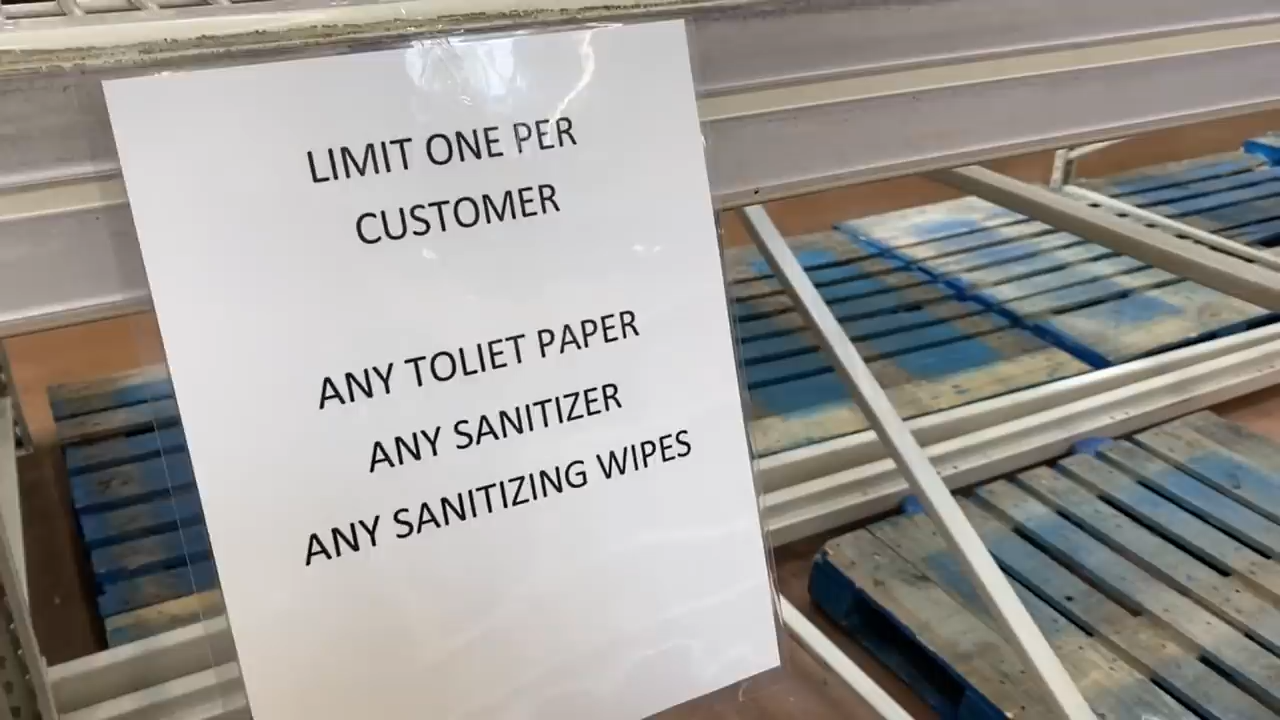 LIMIT ONE PER
CUSTOMER
ANY TOLIET PAPER
ANY SANITIZER
ANY SANITIZING WIPES